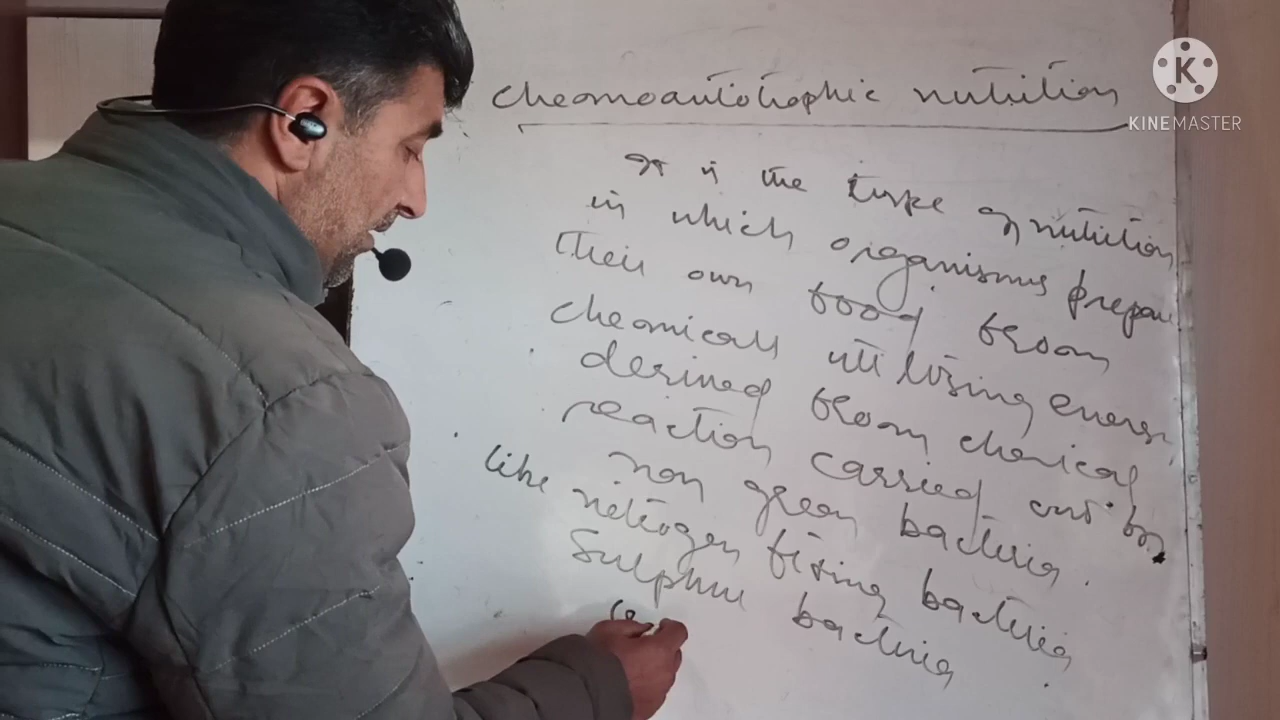 Chemoautotrophic nutrition
It is the type of nutrition
in which organisms prepare
their own food from
chemicals utilizing energy
derived from chemical
reaction carried out by
non green bacteria.
like nitrogen fixing bacteria
Sulphur bacteria
K
KINEMASTER